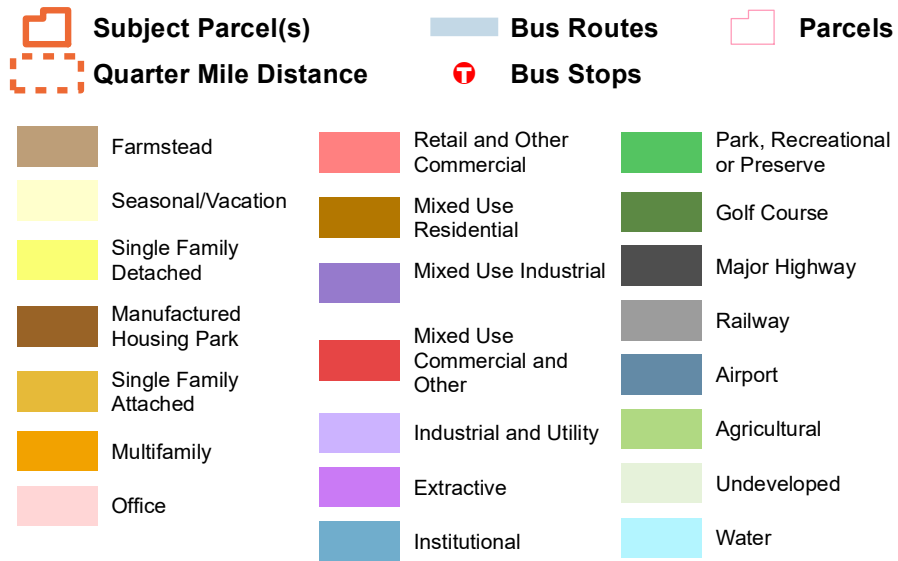 Subject Parcel(s)
Bus Routes
Parcels
Quarter Mile Distance
T
Bus Stops
Farmstead
Seasonal/Vacation
Single Family
Detached
Manufactured
Housing Park
Single Family
Attached
Multifamily
Office
Retail and Other
Commercial
Mixed Use
Residential
Mixed Use Industrial
Mixed Use
Commercial and
Other
Industrial and Utility
Extractive
Institutional
Park, Recreational
or Preserve
Golf Course
Major Highway
Railway
Airport
Agricultural
Undeveloped
Water